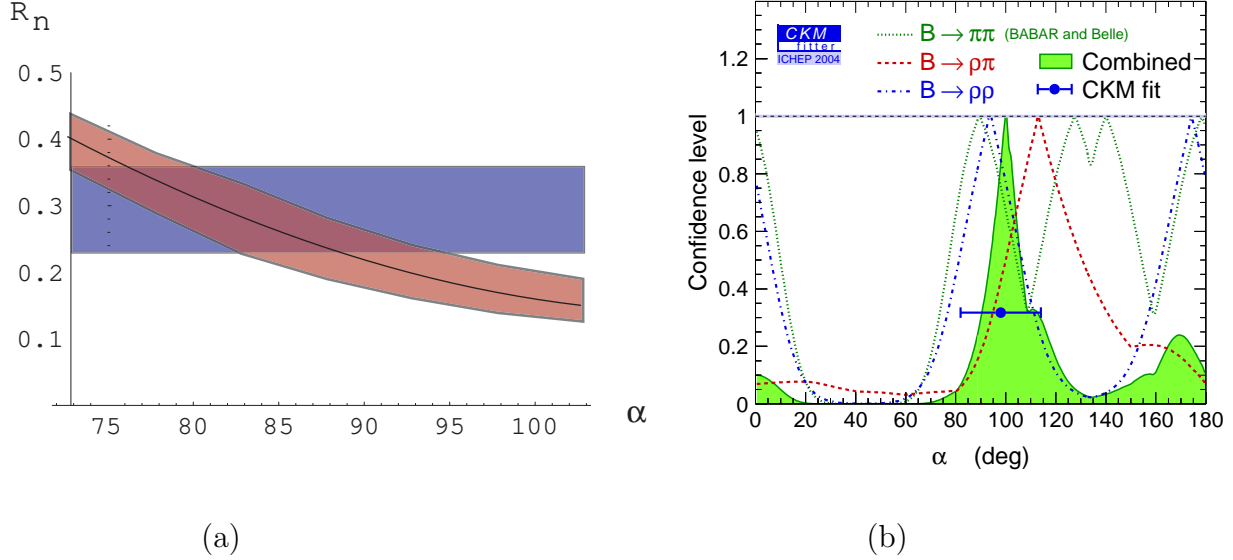 R n
0.5
0.4
0.3
0.2
0.1
75 80 85 90 95 100
α
(a)
CKM
fitter
ICHEP 2004
B → ππ (BABAR and Belle)
B → ρπ
B → ρρ
Combined
CKM fit
Confidence level
1.2
1
0.8
0.6
0.4
0.2
0
0 20 40 60 80 100 120 140 160 180
α (deg)
(b)